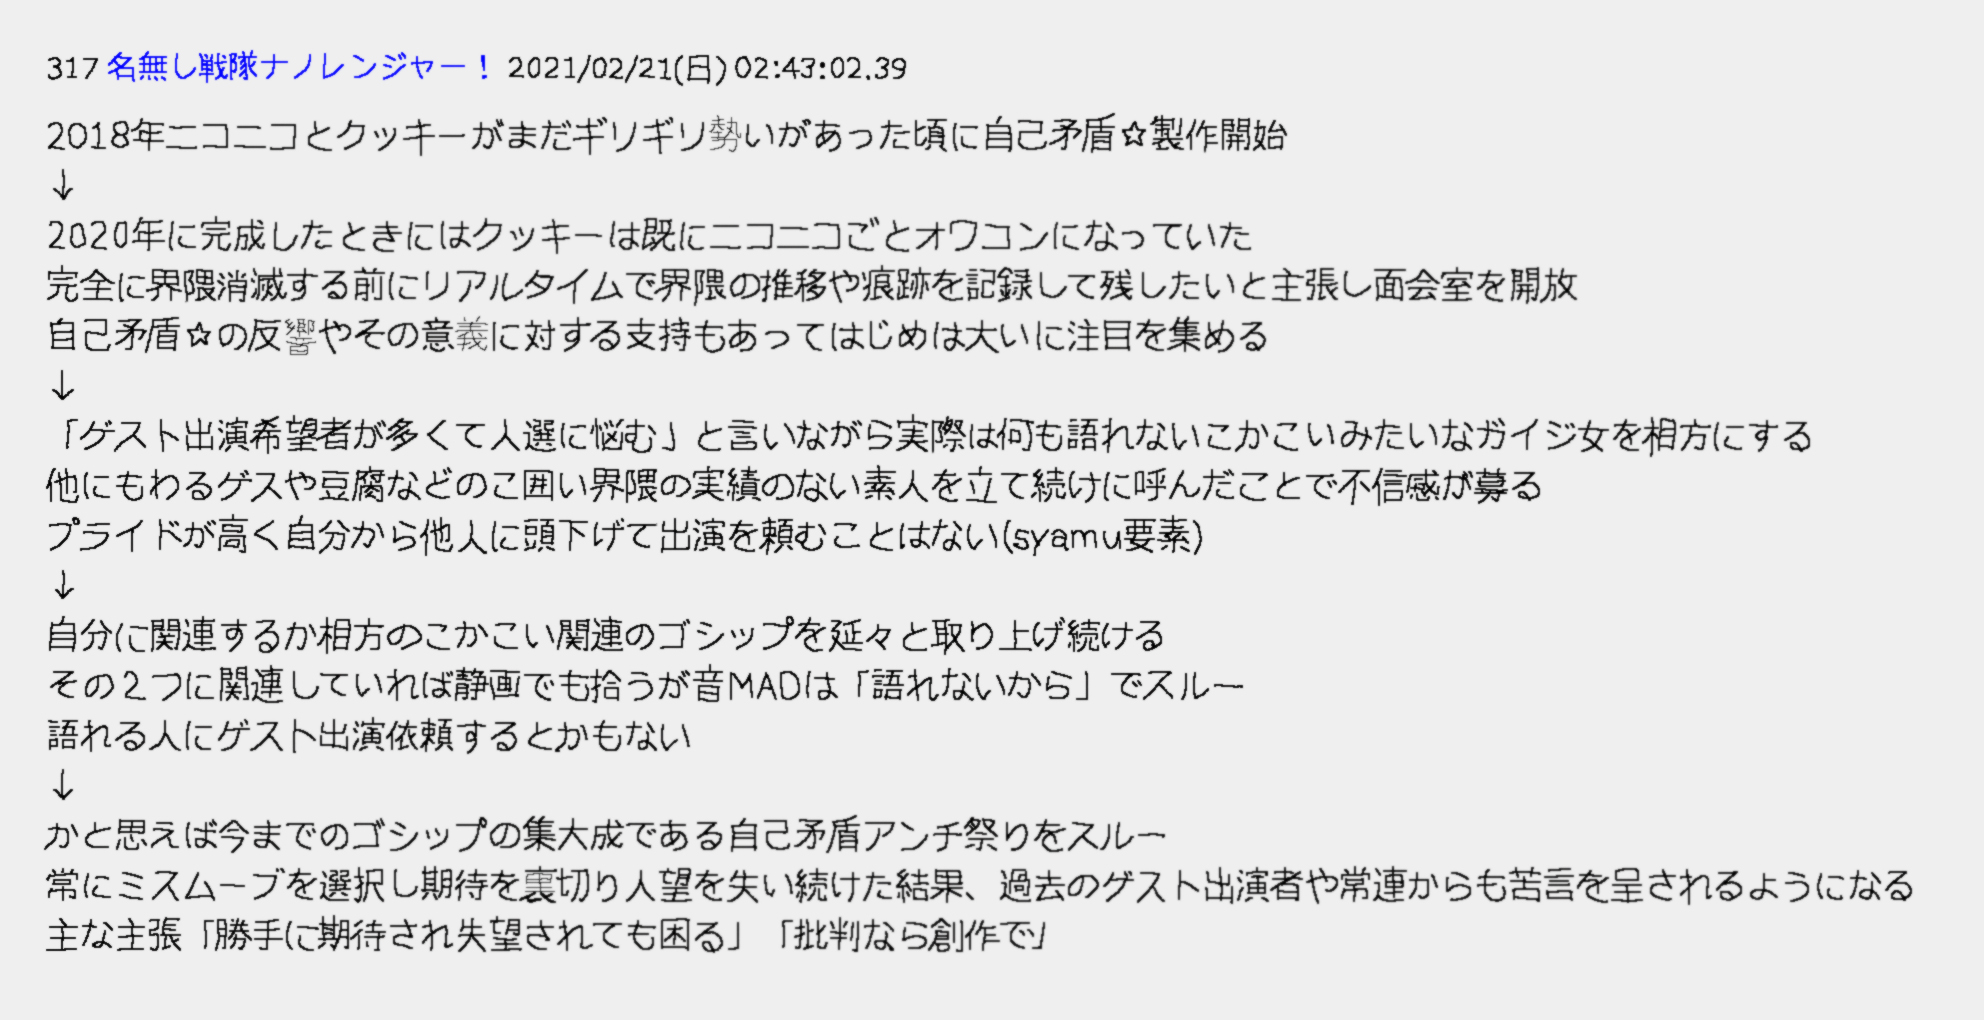 317 名無し戦隊ナノレンジャー！ 2021/02/21(日) 02:43:02.39
2018年ニコニコとクッキーがまだギリギリ勢いがあった頃に自己矛盾☆製作開始
↓
2020年に完成したときにはクッキーは既にニコニコごとオワコンになっていた
完全に界隈消滅する前にリアルタイムで界隈の推移や痕跡を記録して残したいと主張し面会室を開放
自己矛盾☆の反響やその意義に対する支持もあってはじめは大いに注目を集める
↓
「ゲスト出演希望者が多くて人選に悩む」と言いながら実際は何も語れないこかこいみたいなガイジ女を相方にする
他にもわるゲスや豆腐などのこ囲い界隈の実績のない素人を立て続けに呼んだことで不信感が募る
プライドが高く自分から他人に頭下げて出演を頼むことはない(syamu要素)
↓
自分に関連するか相方のこかこい関連のゴシップを延々と取り上げ続ける
その２つに関連していれば静画でも拾うが音MADは「語れないから」でスルー
語れる人にゲスト出演依頼するとかもない
↓
かと思えば今までのゴシップの集大成である自己矛盾アンチ祭りをスルー
常にミスムーブを選択し期待を裏切り人望を失い続けた結果、過去のゲスト出演者や常連からも苦言を呈されるようになる
主な主張「勝手に期待され失望されても困る」「批判なら創作で」